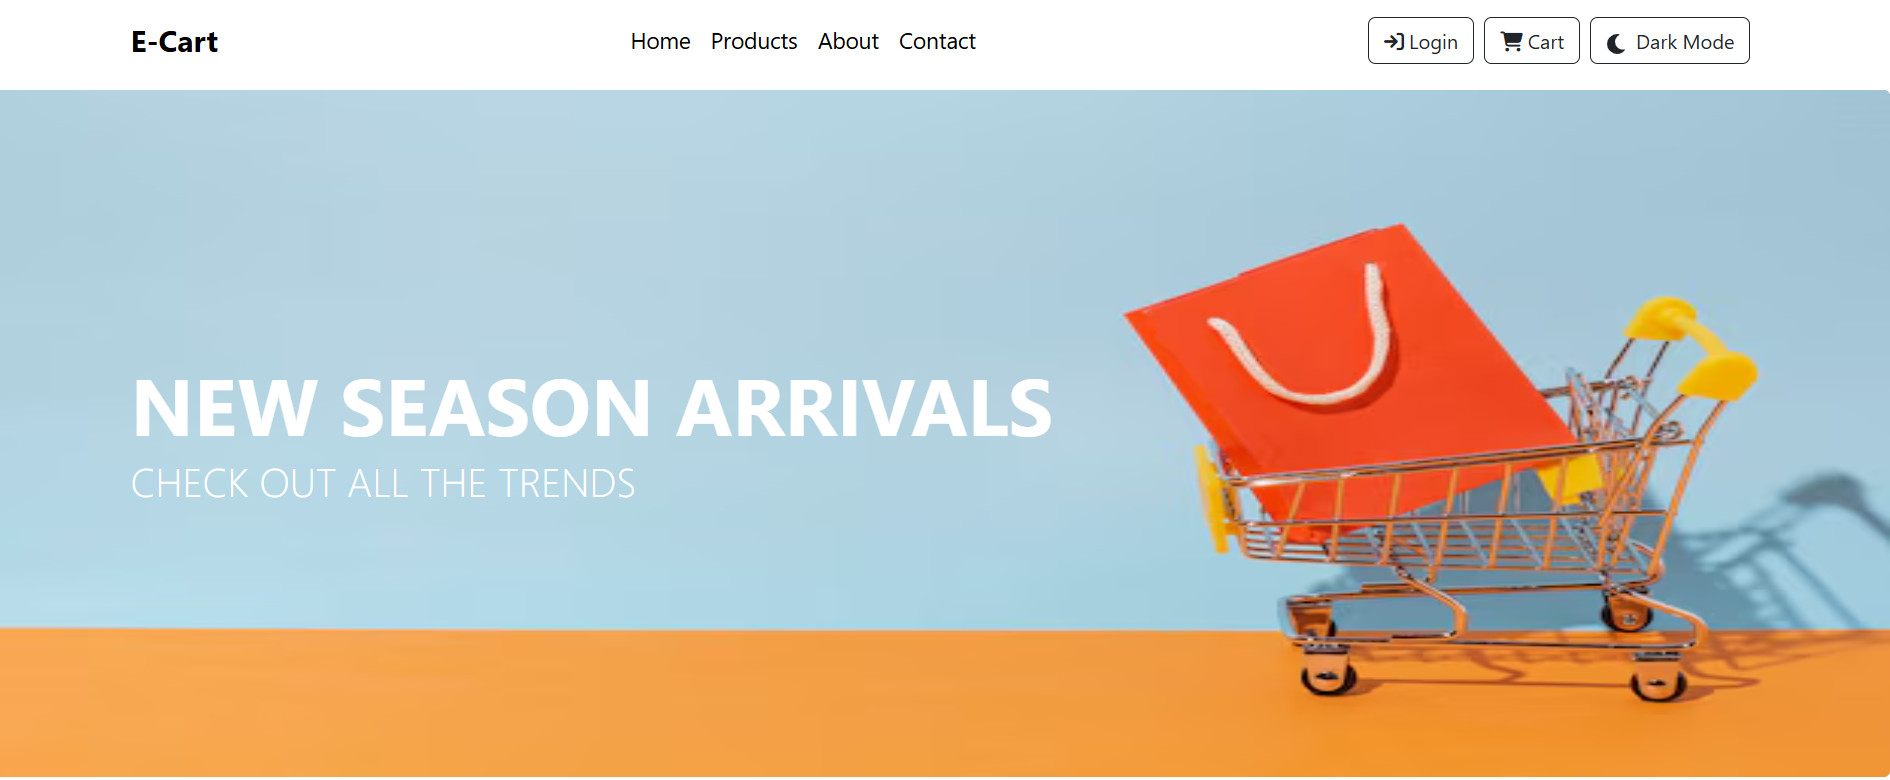 E-Cart
Home Products About Contact
Login Cart Dark Mode
NEW SEASON ARRIVALS
CHECK OUT ALL THE TRENDS